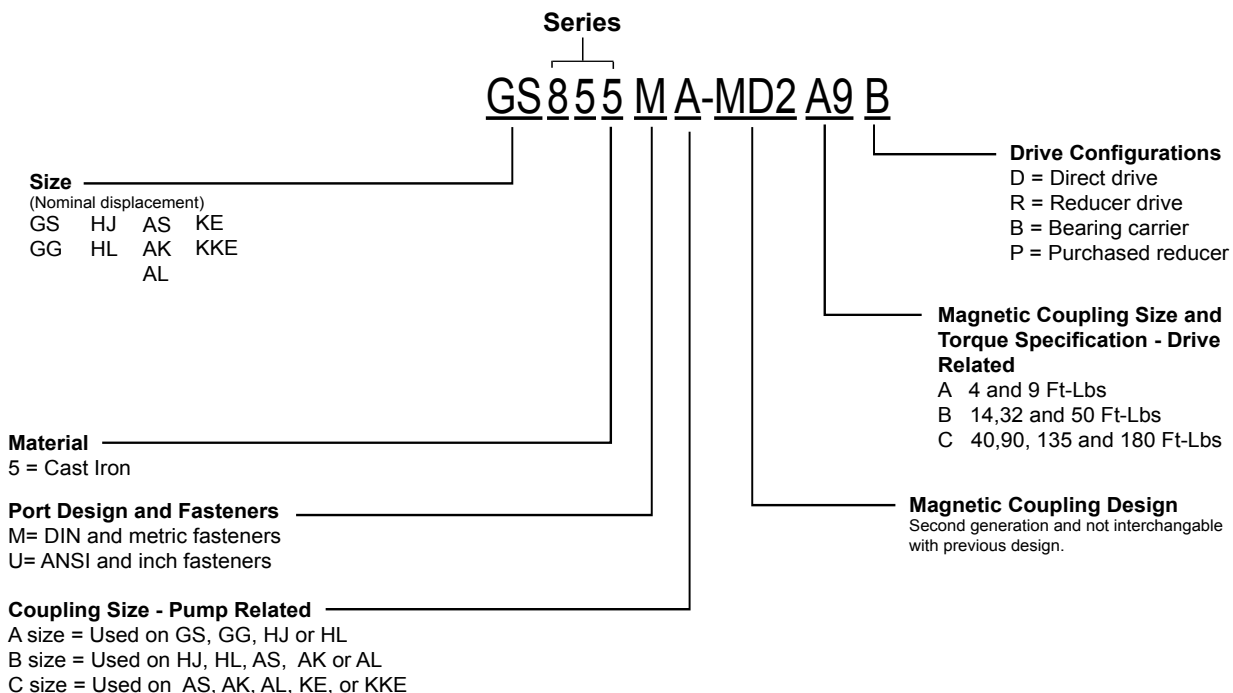 Series
GS855MA-MD2A9B
Drive Configurations
D = Direct drive
R = Reducer drive
B = Bearing carrier
P = Purchased reducer
Size
(Nominal displacement)
GS HJ AS KE
GG HL AK KKE
AL
Magnetic Coupling Size and
Torque Specification - Drive
Related
A 4 and 9 Ft-Lbs
B 14,32 and 50 Ft-Lbs
C 40,90, 135 and 180 Ft-Lbs
Material
5 = Cast Iron
Magnetic Coupling Design
Second generation and not interchangable
with previous design.
Port Design and Fasteners
M= DIN and metric fasteners
U= ANSI and inch fasteners
Coupling Size - Pump Related
A size = Used on GS, GG, HJ or HL
B size = Used on HJ, HL, AS, AK or AL
C size = Used on AS, AK, AL, KE, or KKE